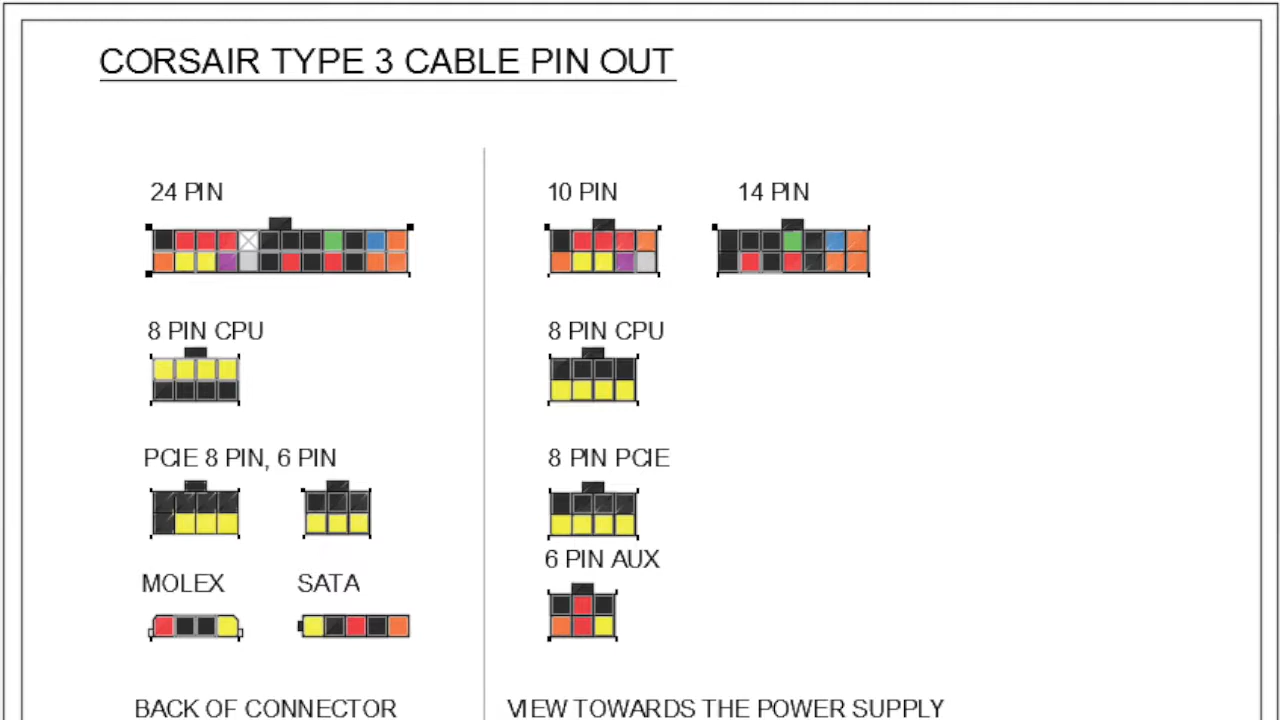 CORSAIR TYPE 3 CABLE PIN OUT
24 PIN
10 PIN
14 PIN
8 PIN CPU
8 PIN CPU
PCIE 8 PIN, 6 PIN
8 PIN PCIE
6 PIN AUX
MOLEX
SATA
BACK OF CONNECTOR
VIEW TOWARDS THE POWER SUPPLY